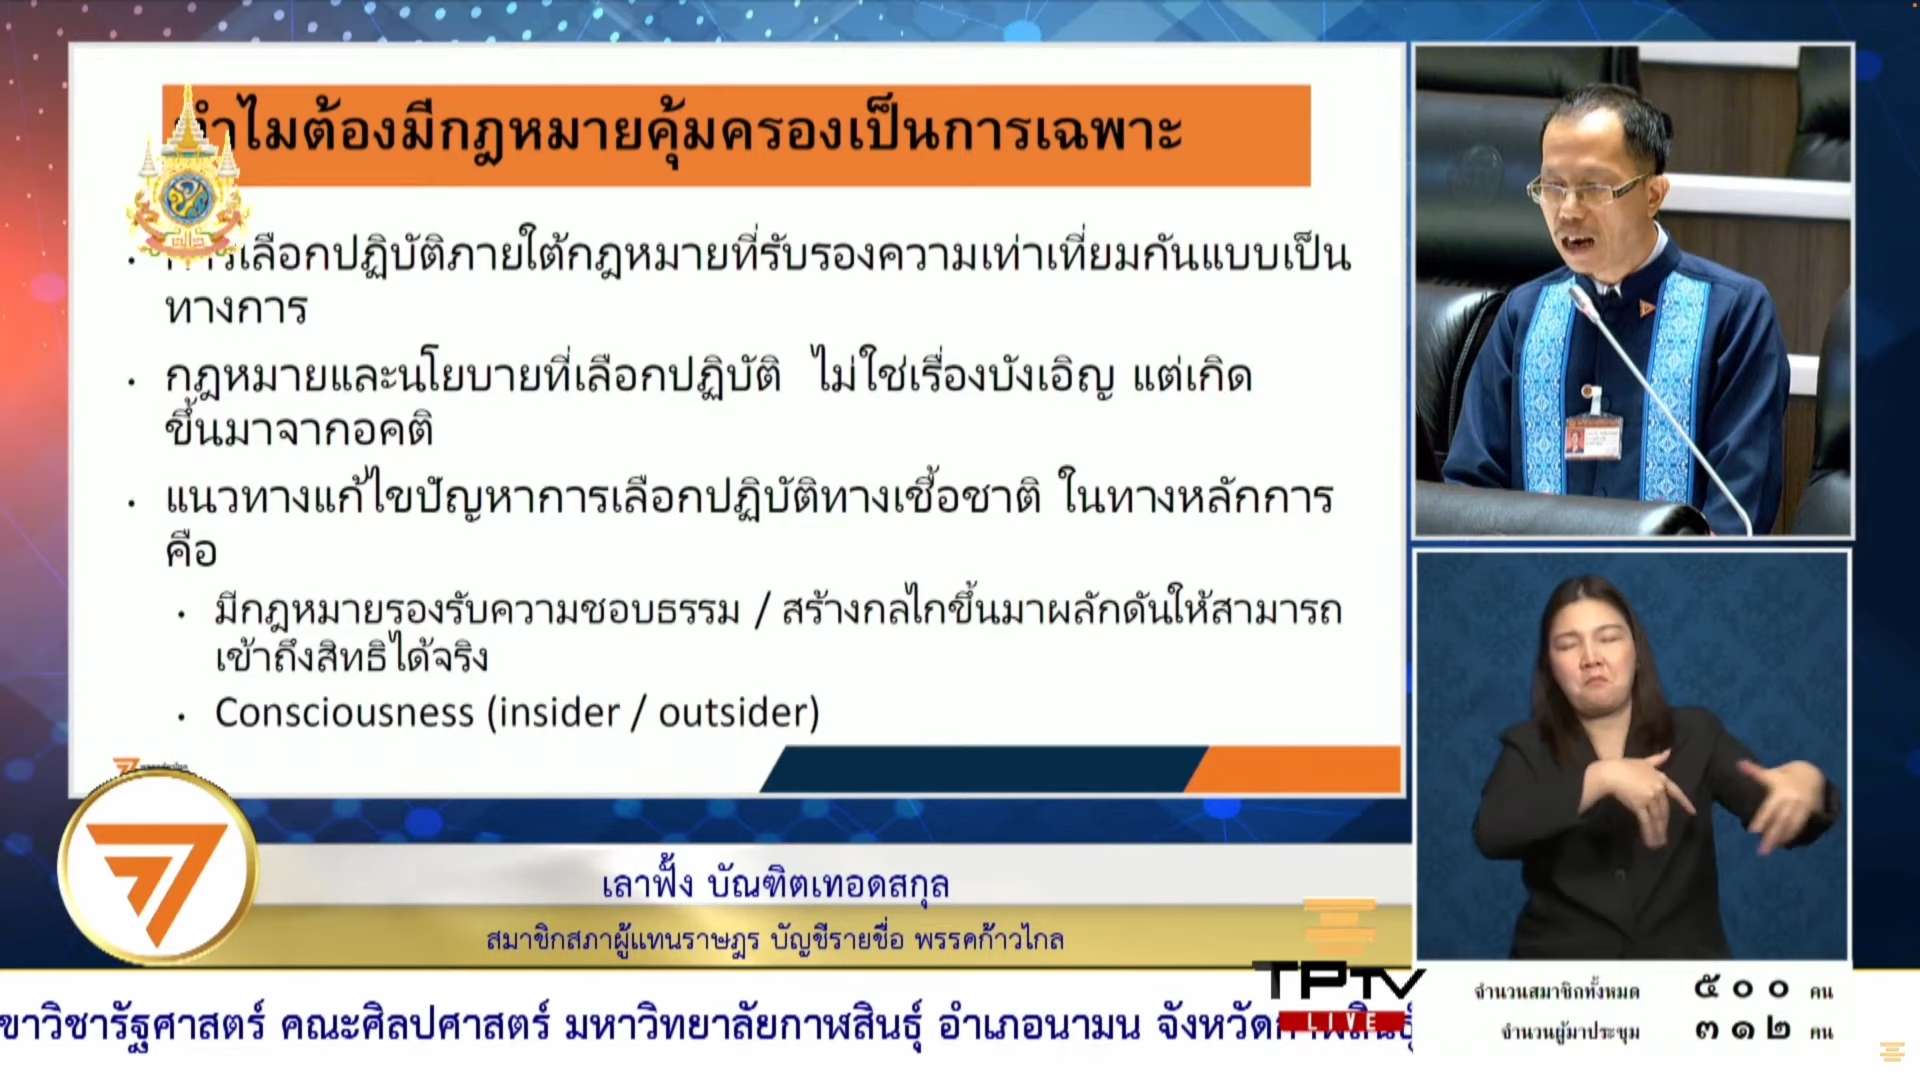 ทำไมต้องมีกฎหมายคุ้มครองเป็นการเฉพาะ
การเลือกปฏิบัติภายใต้กฎหมายที่รับรองความเท่าเทียมกันแบบเป็น
ทางการ
กฎหมายและนโยบายที่เลือกปฏิบัติ ไม่ใช่เรื่องบังเอิญ แต่เกิด
ขึ้นมาจากอคติ
แนวทางแก้ไขปัญหาการเลือกปฏิบัติทางเชื้อชาติ ในทางหลักการ
คือ
มีกฎหมายรองรับความชอบธรรม / สร้างกลไกขึ้นมาผลักดันให้สามารถ
เข้าถึงสิทธิได้จริง
Consciousness (insider / outsider)
เลาฟั้ง บัณฑิตเทอดสกุล
สมาชิกสภาผู้แทนราษฎร บัญชีรายชื่อ พรรคก้าวไกล
TPTV
LIVE
ขาวิชารัฐศาสตร์ คณะศิลปศาสตร์ มหาวิทยาลัยกาฬสินธุ์ อำเภอนามน จังหวัดกาฬสินธุ์
จำนวนสมาชิกทั้งหมด ๕๐๐ คน
จำนวนผู้มาประชุม ๓๑๒ คน